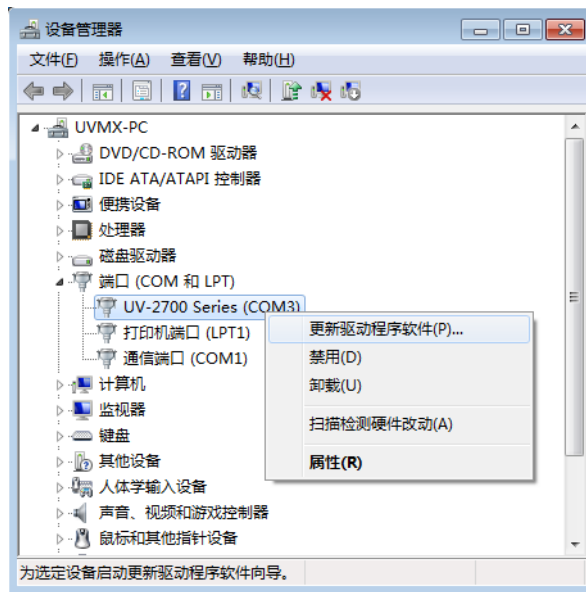 设备管理器
文件(F) 操作(A) 查看(V) 帮助(H)
UVMX-PC
DVD/CD-ROM 驱动器
IDE ATA/ATAPI 控制器
便携设备
处理器
磁盘驱动器
端口 (COM 和 LPT)
UV-2700 Series (COM3)
打印机端口 (LPT1)
通信端口 (COM1)
计算机
监视器
键盘
其他设备
人体学输入设备
声音、视频和游戏控制器
鼠标和其他指针设备
更新驱动程序软件(P)...
禁用(D)
卸载(U)
扫描检测硬件改动(A)
属性(R)
为选定设备启动更新驱动程序软件向导。